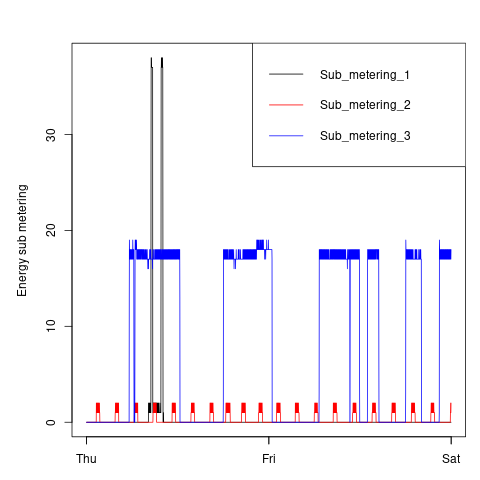 Sub_metering_1
Sub_metering_2
Sub_metering_3
Energy sub metering
30
20
10
0
Thu Fri Sat